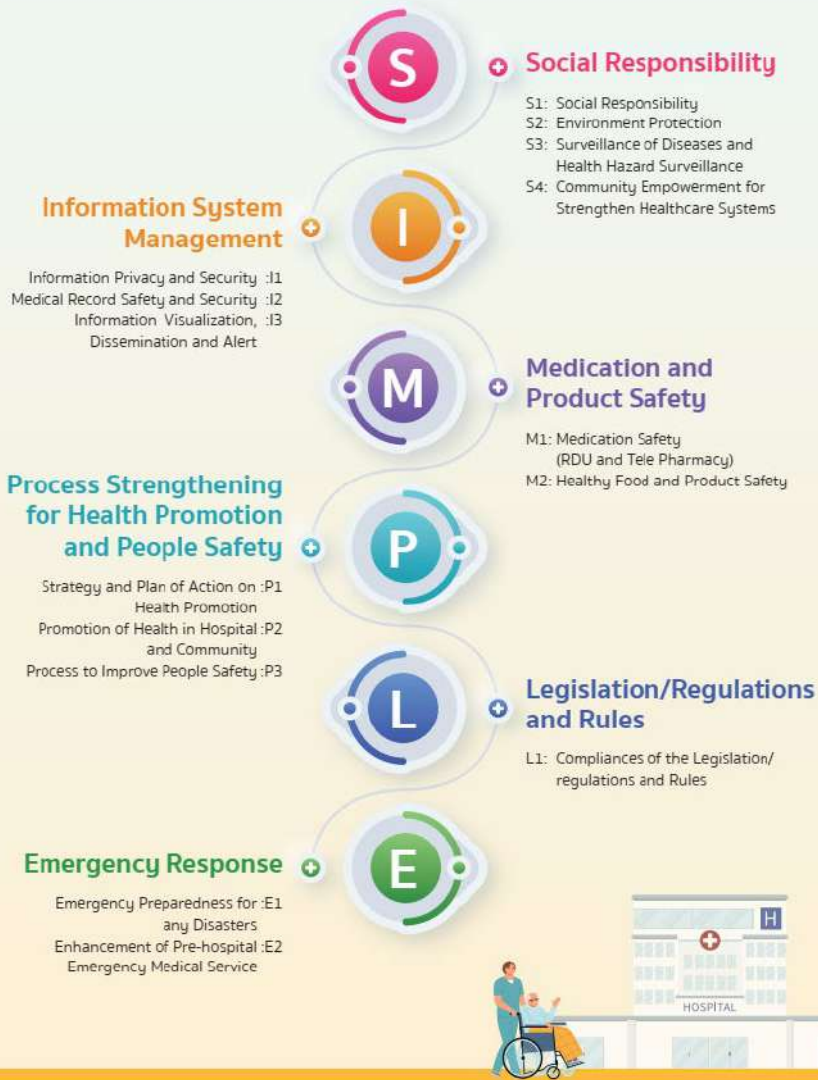 S
Social Responsibility
S1: Social Responsibility
S2: Environment Protection
S3: Surveillance of Diseases and
Health Hazard Surveillance
S4: Community Empowerment for
Strengthen Healthcare Systems
I
Information System
Management
Information Privacy and Security :I1
Medical Record Safety and Security :I2
Information Visualization, :I3
Dissemination and Alert
M
Medication and
Product Safety
M1: Medication Safety
(RDU and Tele Pharmacy)
M2: Healthy Food and Product Safety
P
Process Strengthening
for Health Promotion
and People Safety
Strategy and Plan of Action on :P1
Health Promotion
Promotion of Health in Hospital :P2
and Community
Process to Improve People Safety :P3
L
Legislation/Regulations
and Rules
L1: Compliances of the Legislation/
regulations and Rules
E
Emergency Response
Emergency Preparedness for :E1
any Disasters
Enhancement of Pre-hospital :E2
Emergency Medical Service
H
HOSPITAL